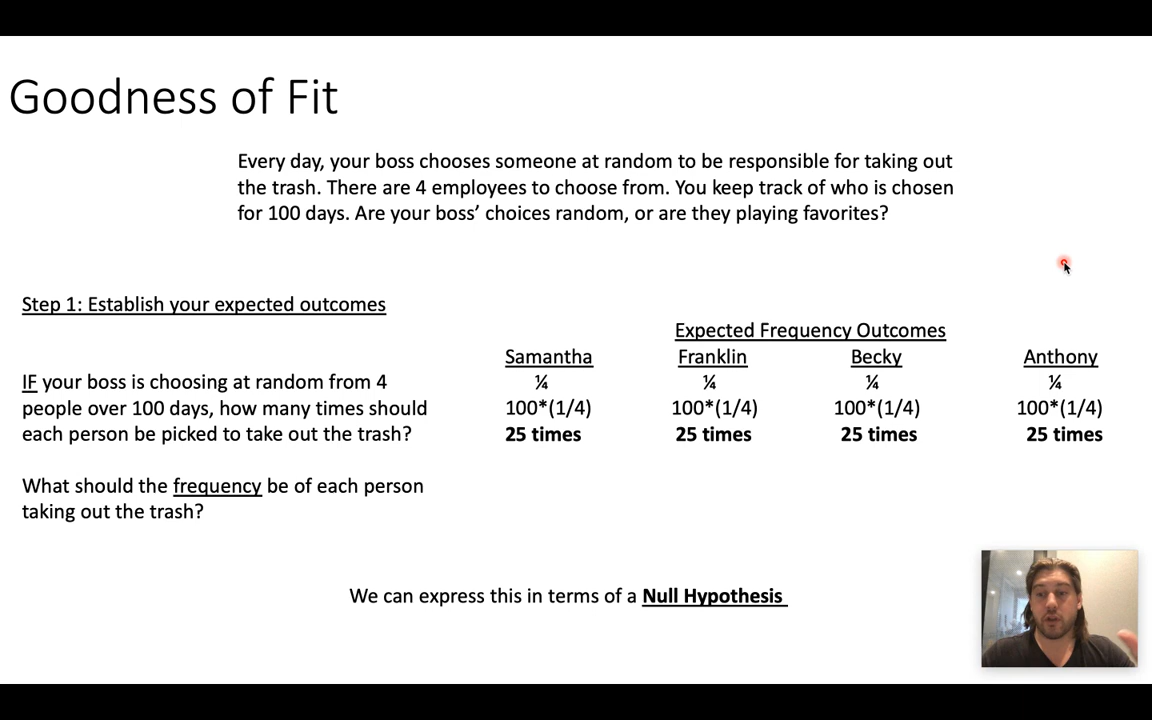 Goodness of Fit
Every day, your boss chooses someone at random to be responsible for taking out
the trash. There are 4 employees to choose from. You keep track of who is chosen
for 100 days. Are your boss’ choices random, or are they playing favorites?
Step 1: Establish your expected outcomes
IF your boss is choosing at random from 4
people over 100 days, how many times should
each person be picked to take out the trash?
What should the frequency be of each person
taking out the trash?
Expected Frequency Outcomes
Samantha Franklin Becky Anthony
¼ ¼ ¼ ¼
100*(1/4) 100*(1/4) 100*(1/4) 100*(1/4)
25 times 25 times 25 times 25 times
We can express this in terms of a Null Hypothesis